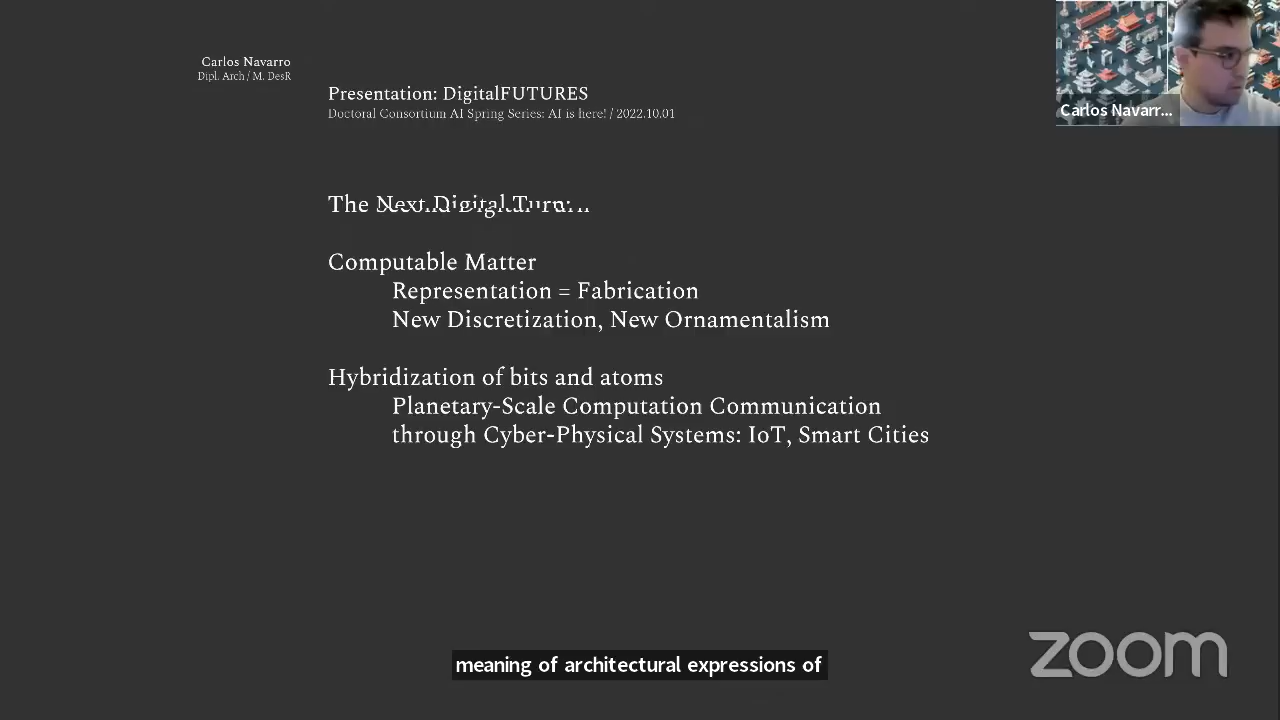 Carlos Navarro
Dipl. Arch / M. DesR
Presentation: DigitalFUTURES
Doctoral Consortium AI Spring Series: AI is here! / 2022.10.01
Carlos Navarr...
The Next Digital Turn...
Computable Matter
Representation = Fabrication
New Discretization, New Ornamentalism
Hybridization of bits and atoms
Planetary-Scale Computation Communication
through Cyber-Physical Systems: IoT, Smart Cities
meaning of architectural expressions of
zoom